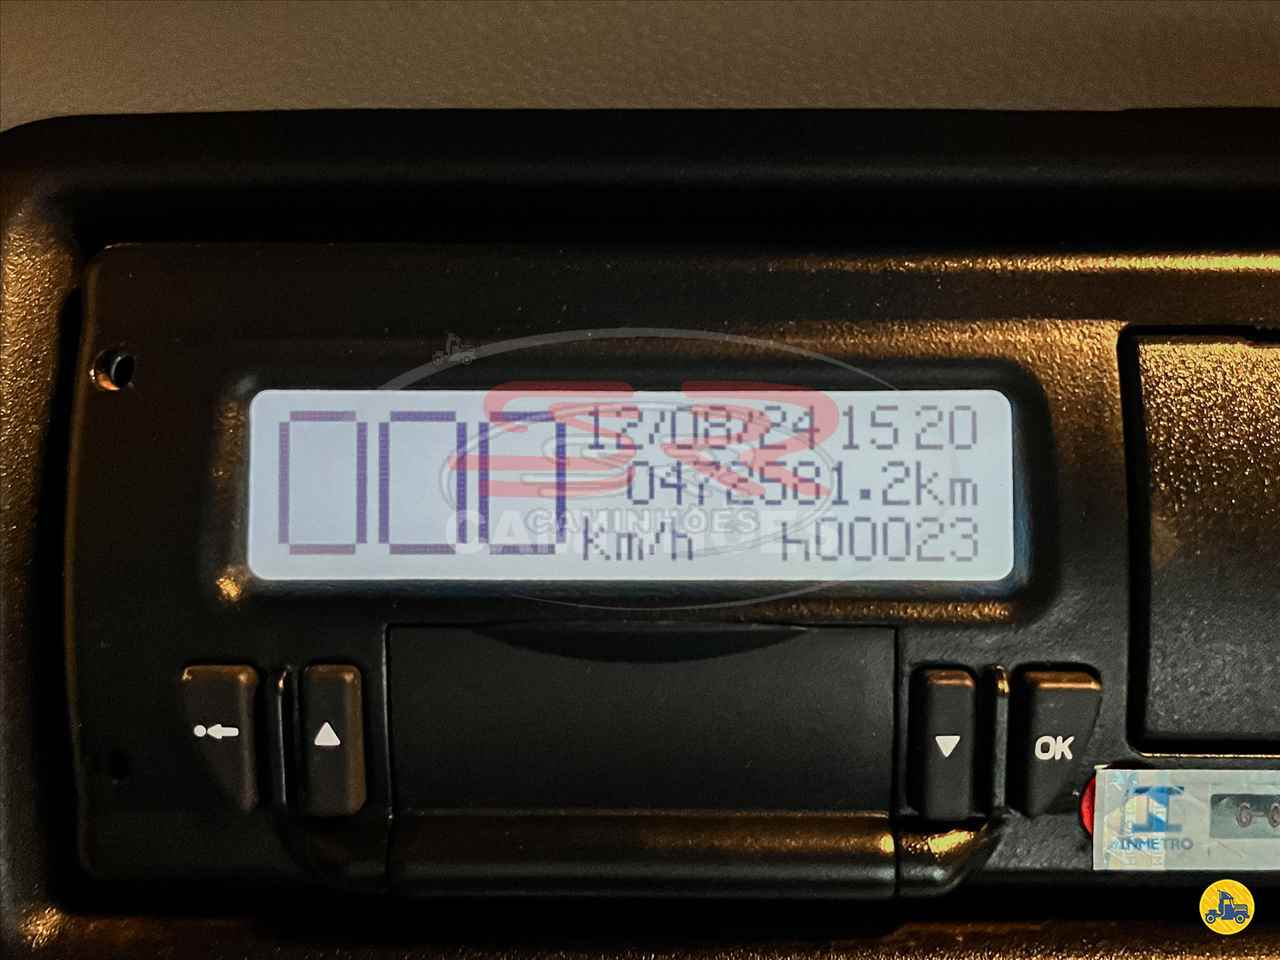 000 12/08/24 15 20
0472581.2km
km/h h00023
SR
CAMINHÕES
OK
INMETRO